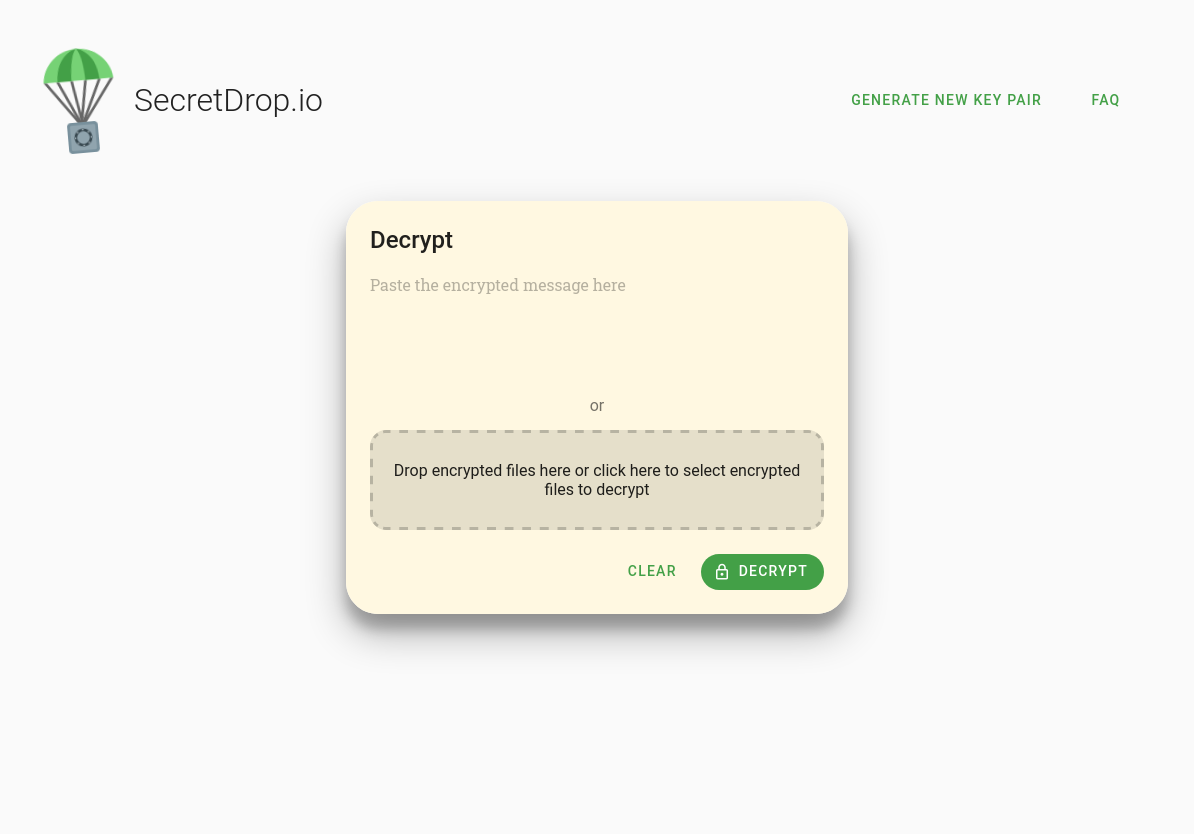 SecretDrop.io
GENERATE NEW KEY PAIR
FAQ
Decrypt
Paste the encrypted message here
or
Drop encrypted files here or click here to select encrypted
files to decrypt
CLEAR
DECRYPT